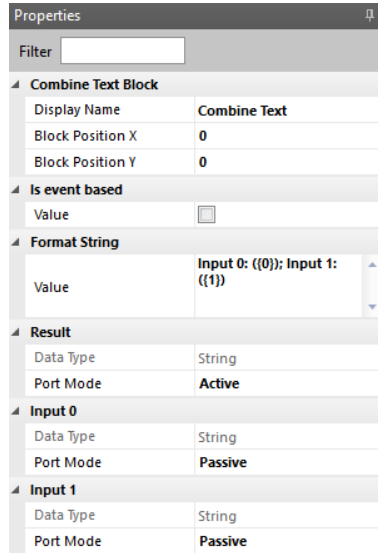 Properties
Filter
Combine Text Block
Display Name Combine Text
Block Position X 0
Block Position Y 0
Is event based
Value
Format String
Value Input 0: ({0}); Input 1:
({1})
Result
Data Type String
Port Mode Active
Input 0
Data Type String
Port Mode Passive
Input 1
Data Type String
Port Mode Passive